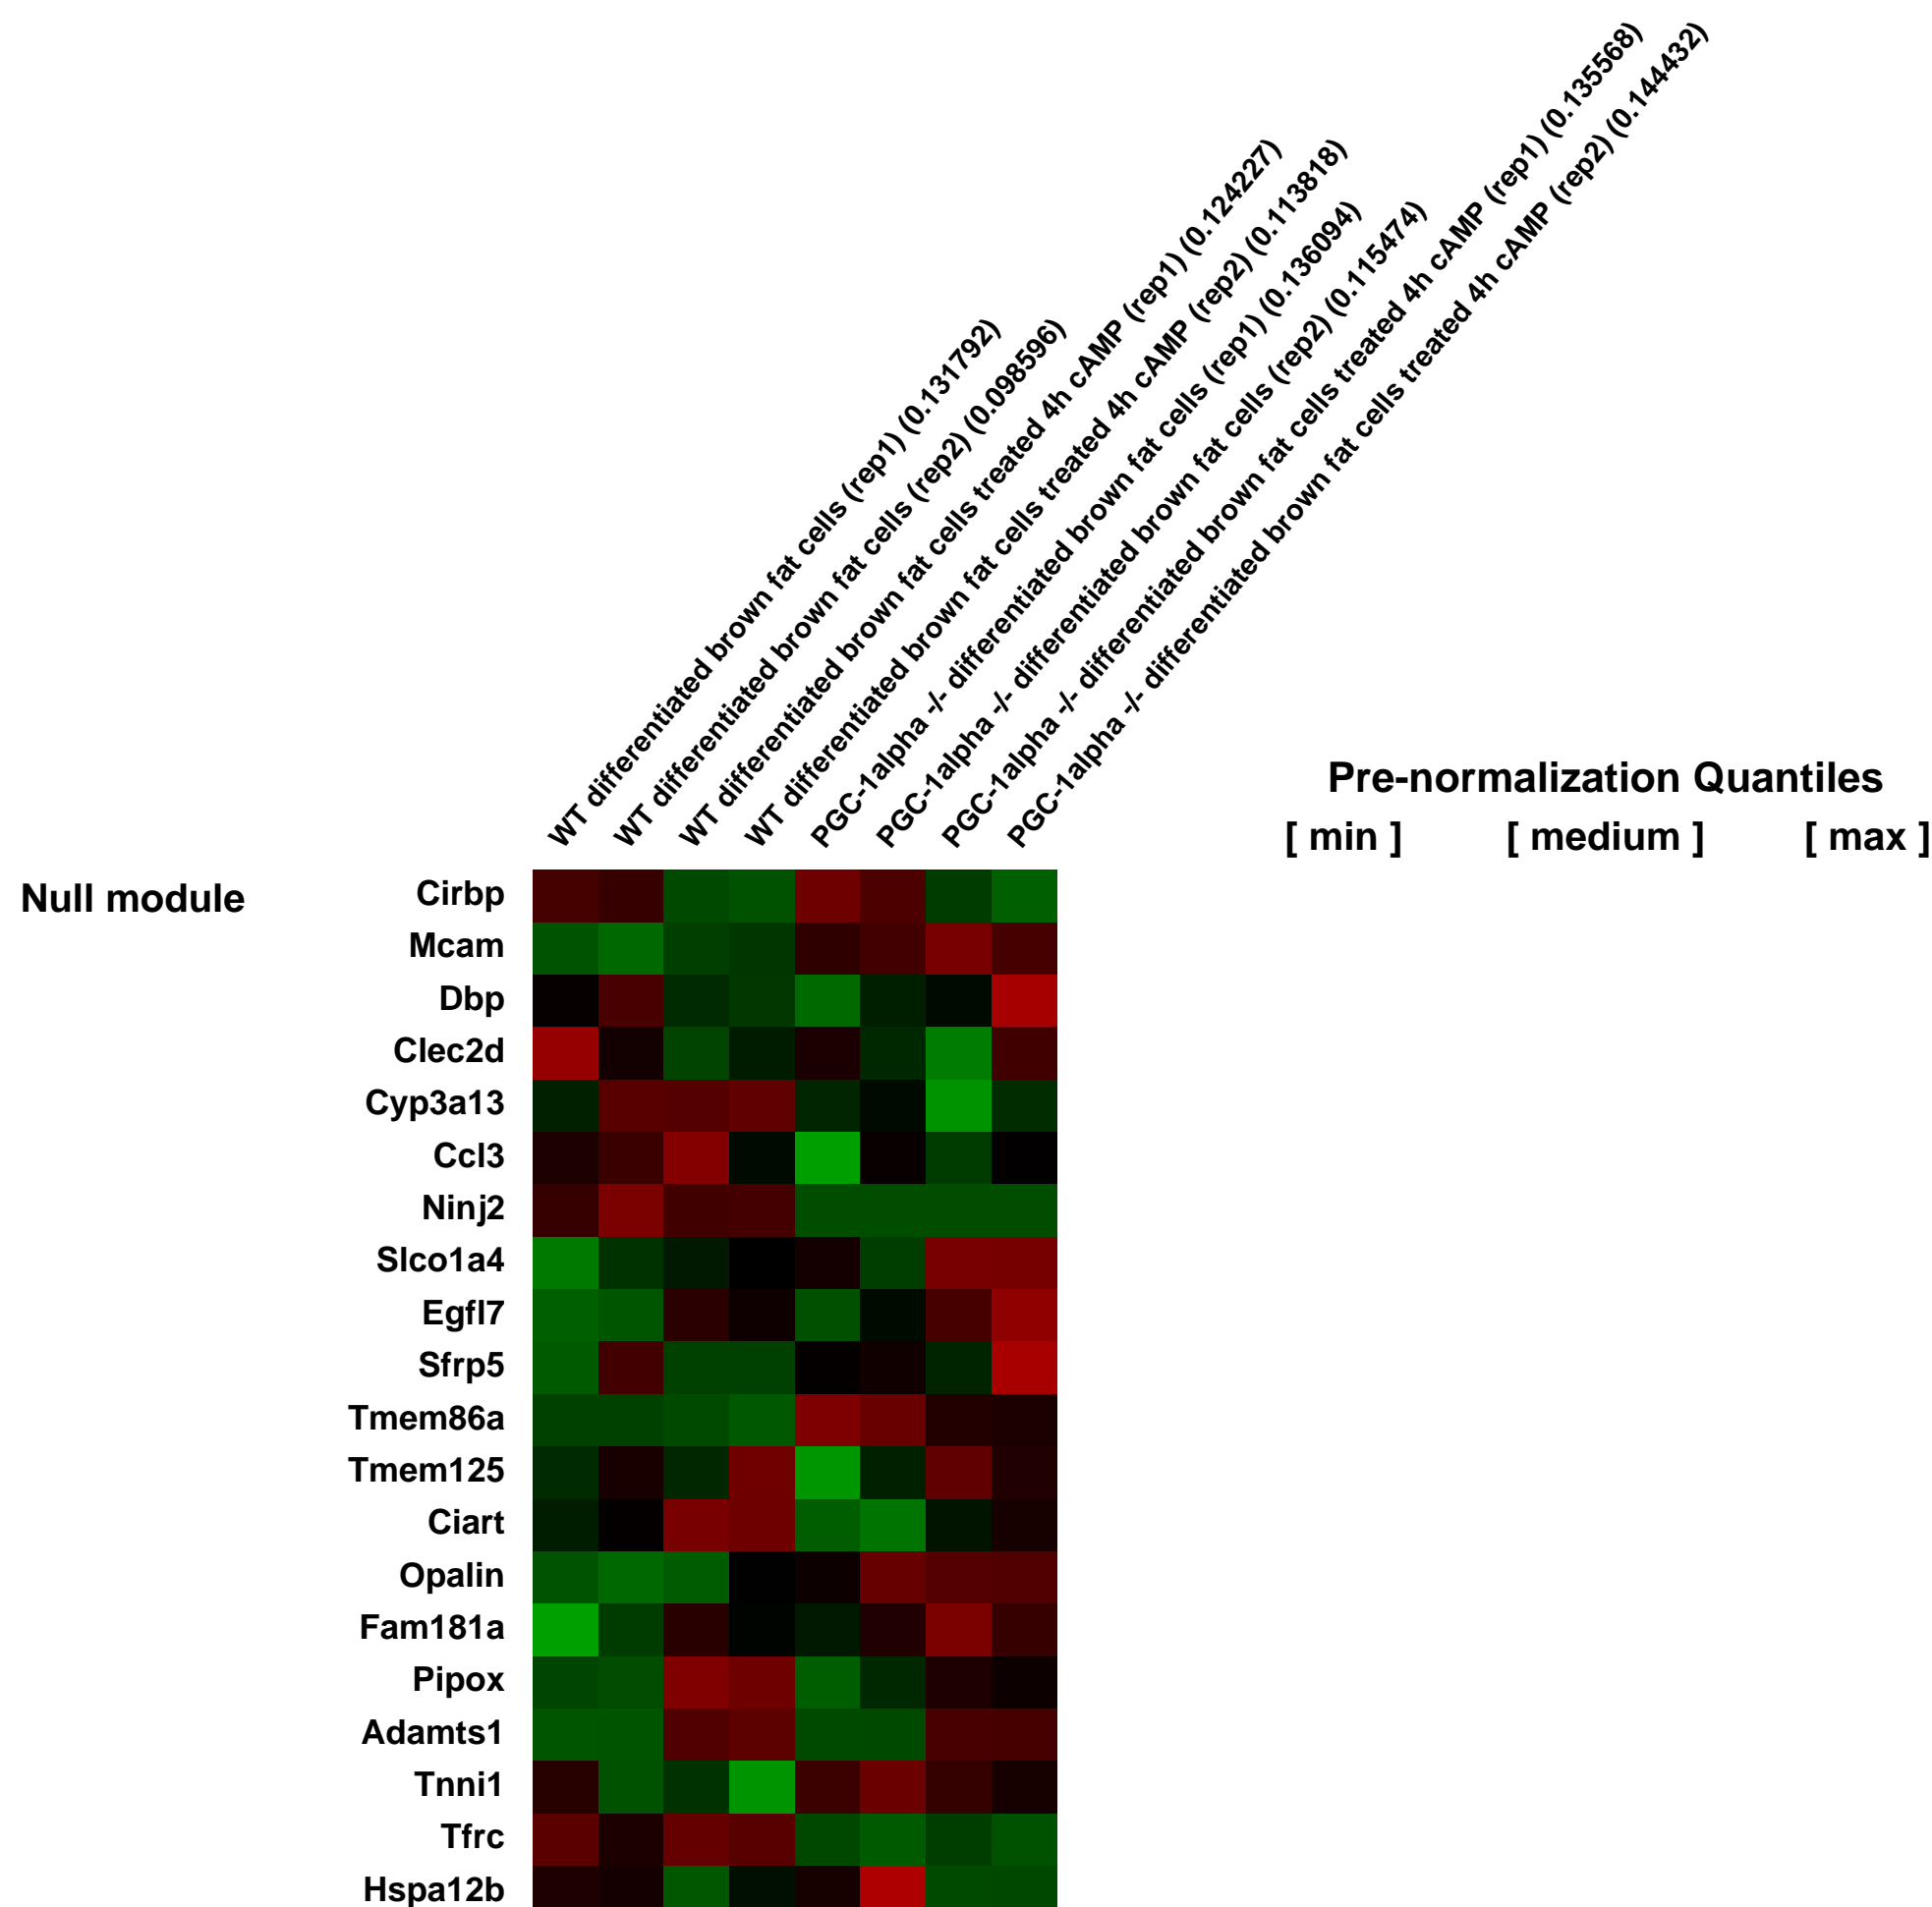 WT differentiated brown fat cells (rep1) (0.131792)
WT differentiated brown fat cells (rep2) (0.098596)
WT differentiated brown fat cells treated 4h cAMP (rep1) (0.124227)
WT differentiated brown fat cells treated 4h cAMP (rep2) (0.113818)
PGC-1alpha -/- differentiated brown fat cells (rep1) (0.136094)
PGC-1alpha -/- differentiated brown fat cells (rep2) (0.115474)
PGC-1alpha -/- differentiated brown fat cells treated 4h cAMP (rep1) (0.135568)
PGC-1alpha -/- differentiated brown fat cells treated 4h cAMP (rep2) (0.144432)
Pre-normalization Quantiles
[ min ] [ medium ] [ max ]
Null module
Cirbp
Mcam
Dbp
Clec2d
Cyp3a13
Ccl3
Ninj2
Slco1a4
Egfl7
Sfrp5
Tmem86a
Tmem125
Ciart
Opalin
Fam181a
Pipox
Adamts1
Tnni1
Tfrc
Hspa12b